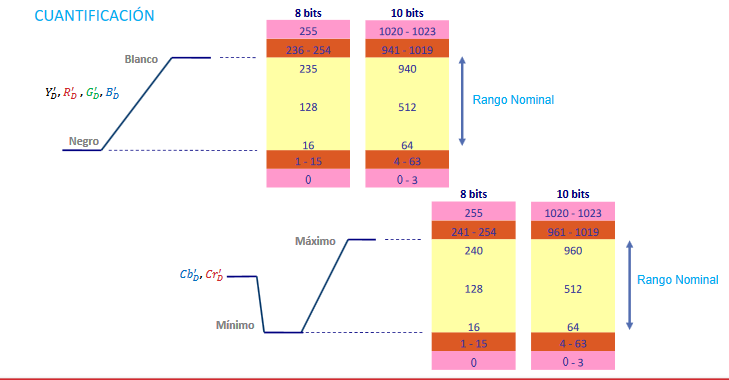 CUANTIFICACIÓN
8 bits 10 bits
255 1020 - 1023
236 - 254 941 - 1019
Blanco 235 940
Y'D, R'D , G'D, B'D 128 512 Rango Nominal
Negro 16 64
1 - 15 4 - 63
0 0 - 3
8 bits 10 bits
255 1020 - 1023
241 - 254 961 - 1019
Máximo 240 960
Cb'D, Cr'D 128 512 Rango Nominal
Mínimo 16 64
1 - 15 4 - 63
0 0 - 3